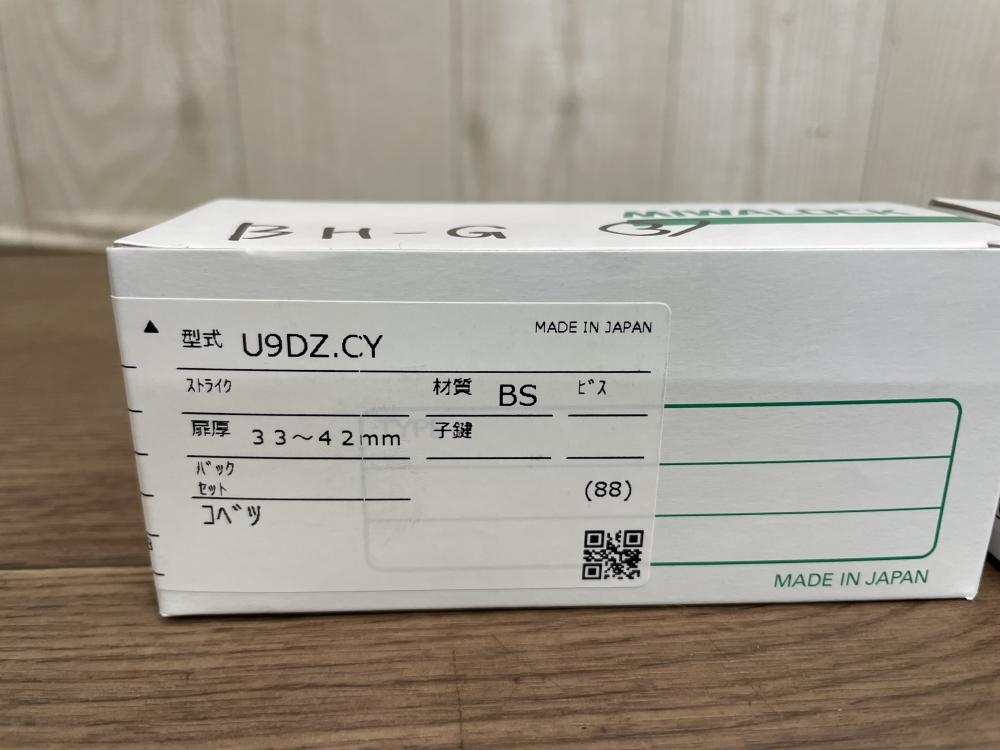 MIWALOCK
BH-G 3
型式 U9DZ.CY MADE IN JAPAN
ｽﾄﾗｲｸ 材質 BS ﾋﾞｽ
扉厚 33～42mm 子鍵
TYPE
ﾊﾞｯｸ
ｾｯﾄ (88)
ｺﾍﾞﾂ
MADE IN JAPAN